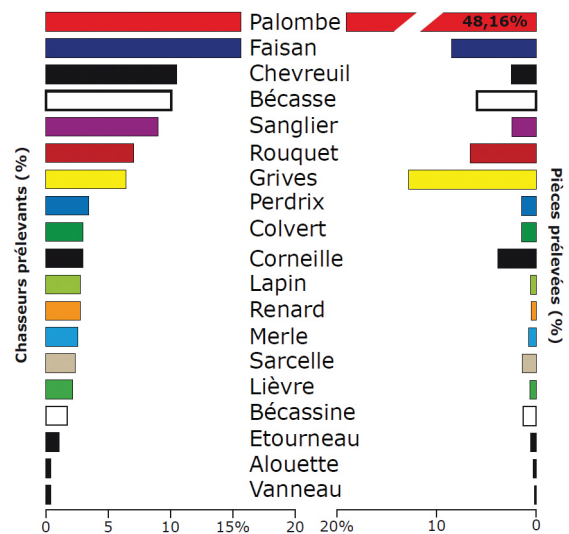 Palombe
48,16%
Faisan
Chevreuil
Bécasse
Sanglier
Rouquet
Grives
Perdrix
Colvert
Corneille
Lapin
Renard
Merle
Sarcelle
Lièvre
Bécassine
Etourneau
Alouette
Vanneau
Chasseurs prélevants (%)
Pièces prélevées (%)
0 5 10 15% 20 20% 10 0